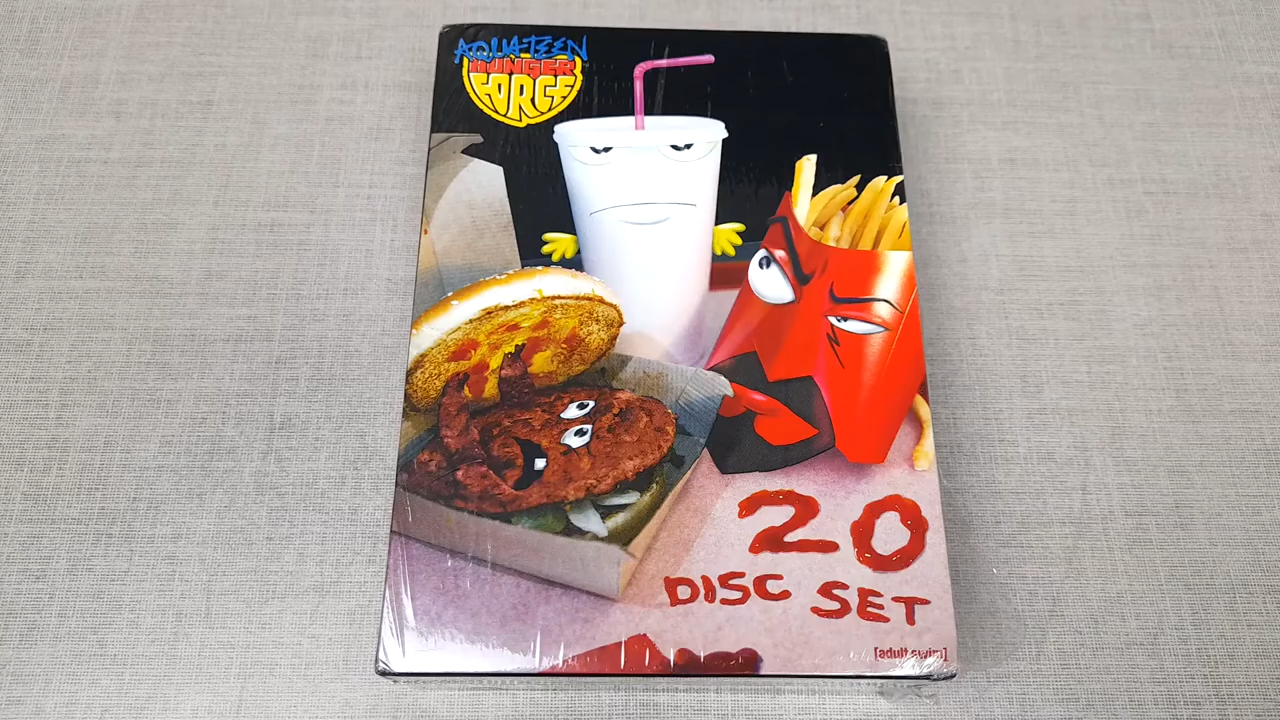 AQUA TEEN
HUNGER
FORCE
20
DISC SET
[adult swim]